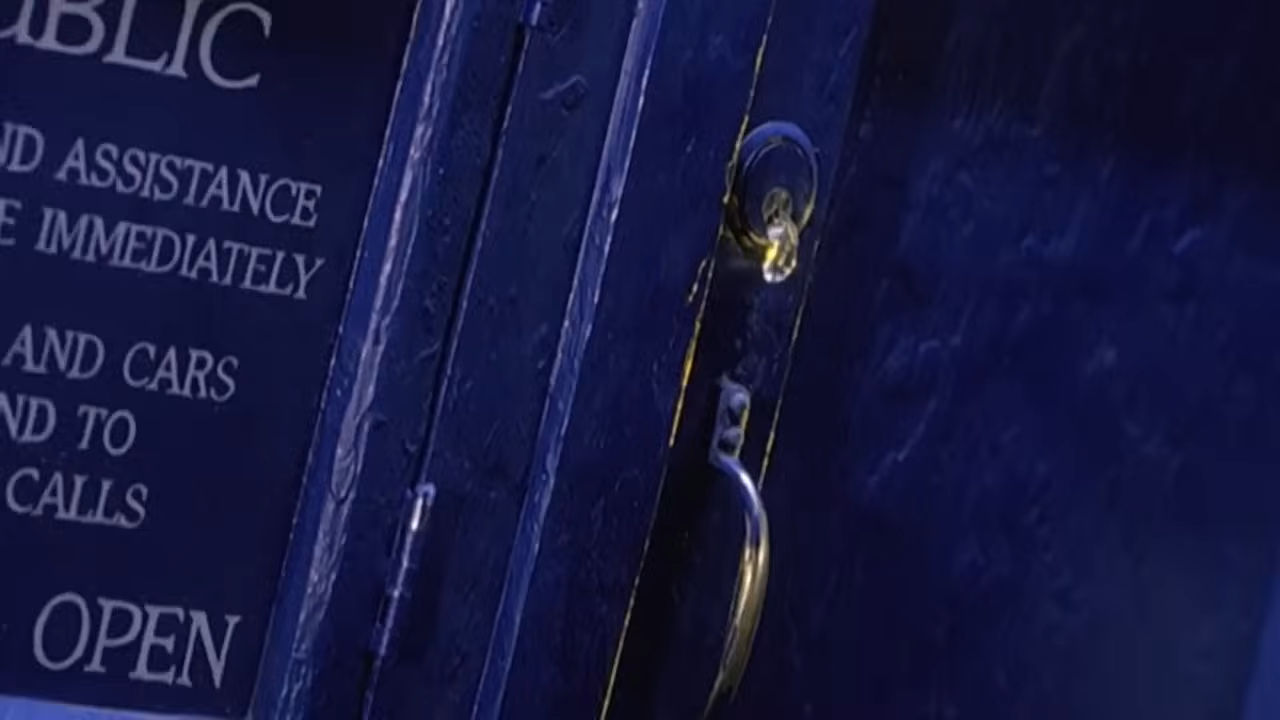 UBLIC
ND ASSISTANCE
E IMMEDIATELY
AND CARS
ND TO
CALLS
OPEN